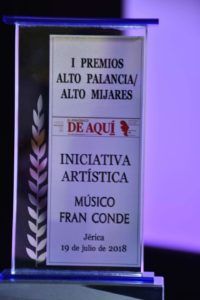 I PREMIOS
ALTO PALANCIA/
ALTO MIJARES
DE AQUÍ
INICIATIVA
ARTÍSTICA
MÚSICO
FRAN CONDE
Jérica
19 de julio de 2018